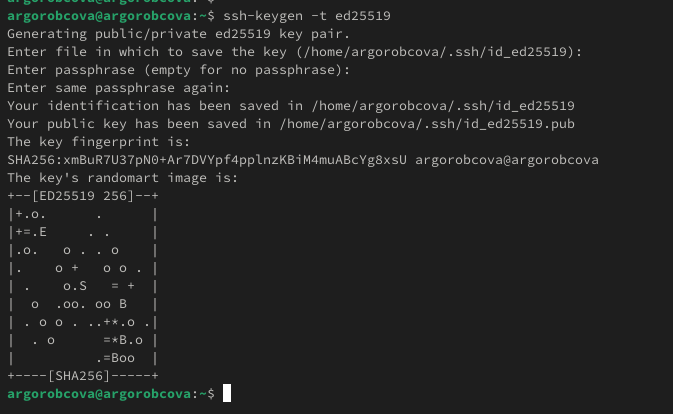 argorobcova@argorobcova:~$ ssh-keygen -t ed25519
Generating public/private ed25519 key pair.
Enter file in which to save the key (/home/argorobcova/.ssh/id_ed25519):
Enter passphrase (empty for no passphrase):
Enter same passphrase again:
Your identification has been saved in /home/argorobcova/.ssh/id_ed25519
Your public key has been saved in /home/argorobcova/.ssh/id_ed25519.pub
The key fingerprint is:
SHA256:xmBuR7U37pN0+Ar7DVYpf4pplnzKBiM4muABcYg8xsU argorobcova@argorobcova
The key's randomart image is:
+--[ED25519 256]--+
|+.o.      .      |
|+=.E     . .     |
|.o.   o . . o    |
|.    o +   o o . |
| .    o.S   = +  |
|  o  .oo. oo B   |
| . o o . ..+*.o .|
|  . o      =*B.o |
|          .=Boo  |
+----[SHA256]-----+
argorobcova@argorobcova:~$